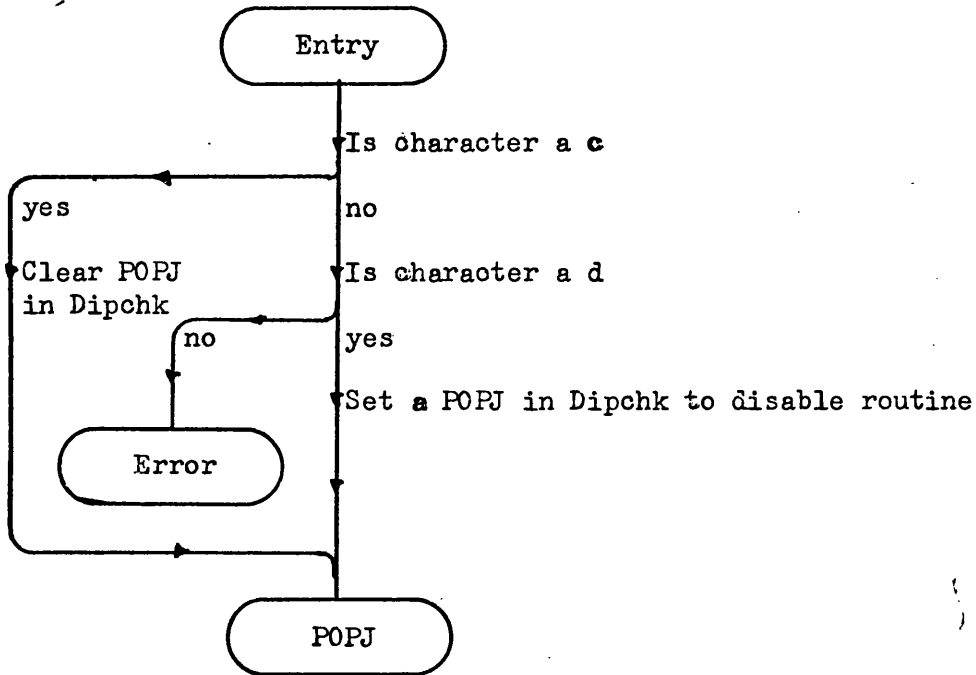 Entry
Is character a c
yes
no
Clear POPJ
in Dipchk
Is character a d
no
yes
Set a POPJ in Dipchk to disable routine
Error
POPJ